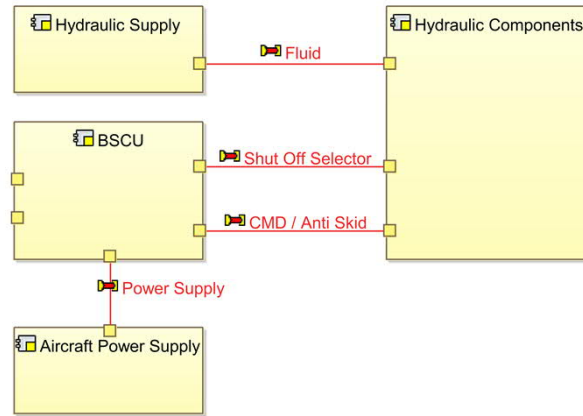 Hydraulic Supply
Hydraulic Components
Fluid
BSCU
Shut Off Selector
CMD / Anti Skid
Power Supply
Aircraft Power Supply